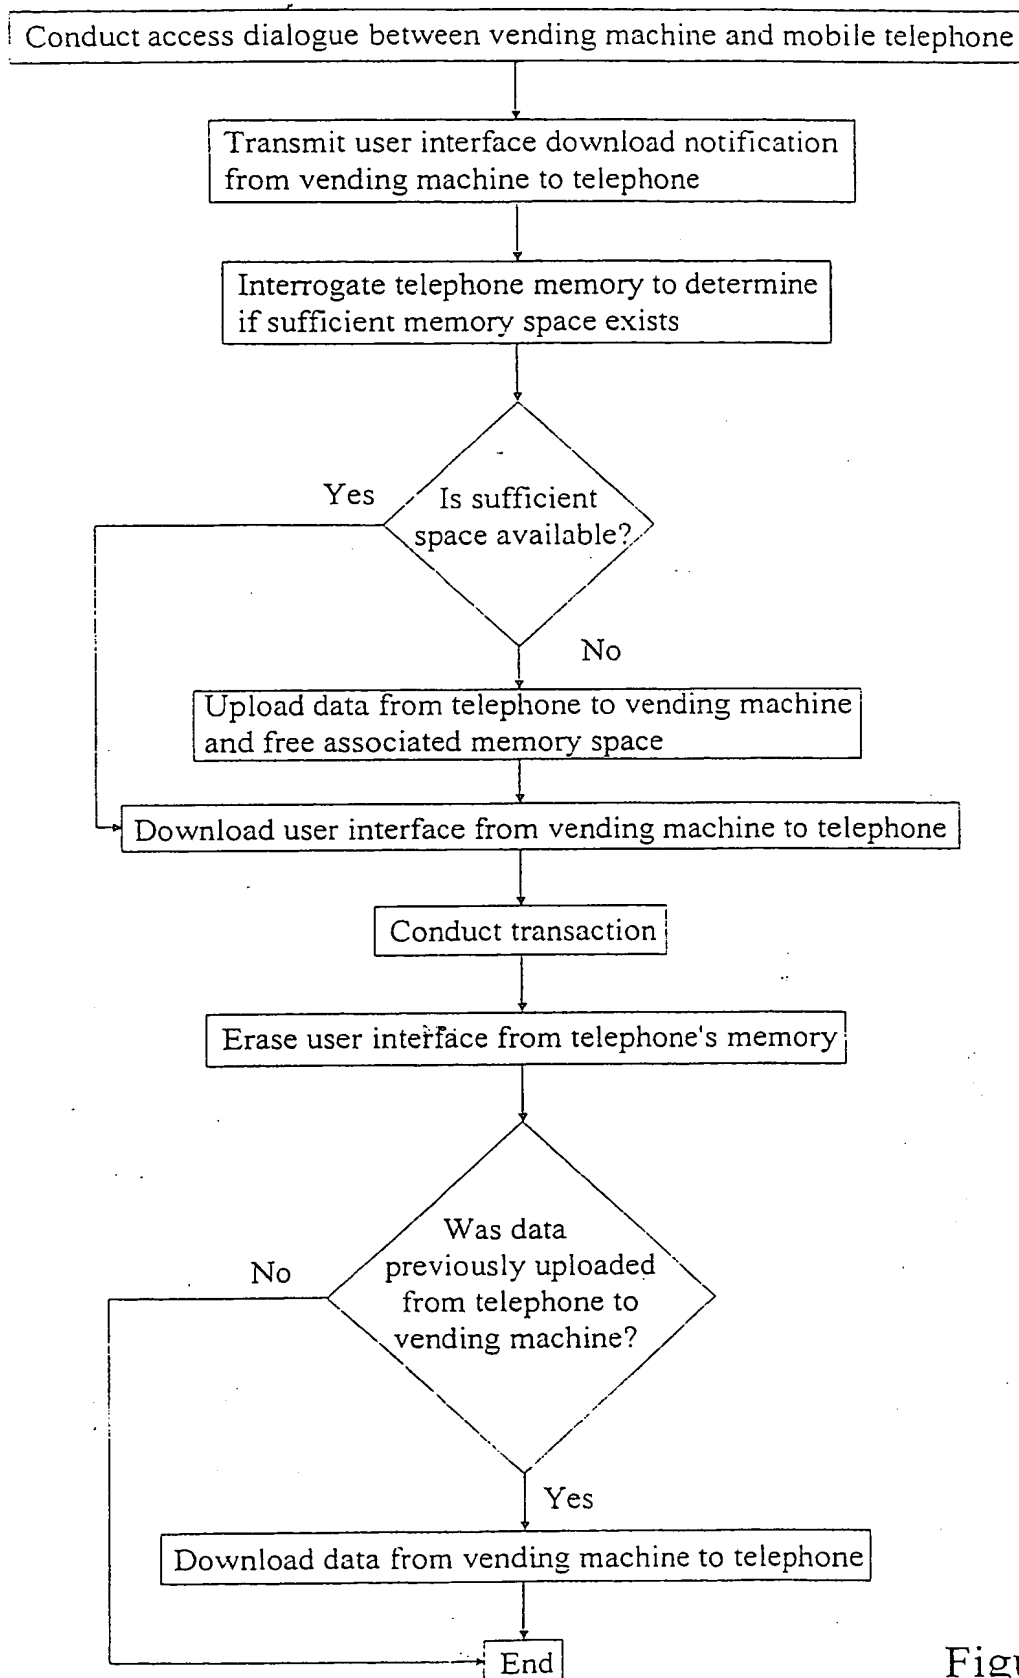 Conduct access dialogue between vending machine and mobile telephone
Transmit user interface download notification
from vending machine to telephone
Interrogate telephone memory to determine
if sufficient memory space exists
Is sufficient
space available?
Yes
No
Upload data from telephone to vending machine
and free associated memory space
Download user interface from vending machine to telephone
Conduct transaction
Erase user interface from telephone's memory
Was data
previously uploaded
from telephone to
vending machine?
No
Yes
Download data from vending machine to telephone
End